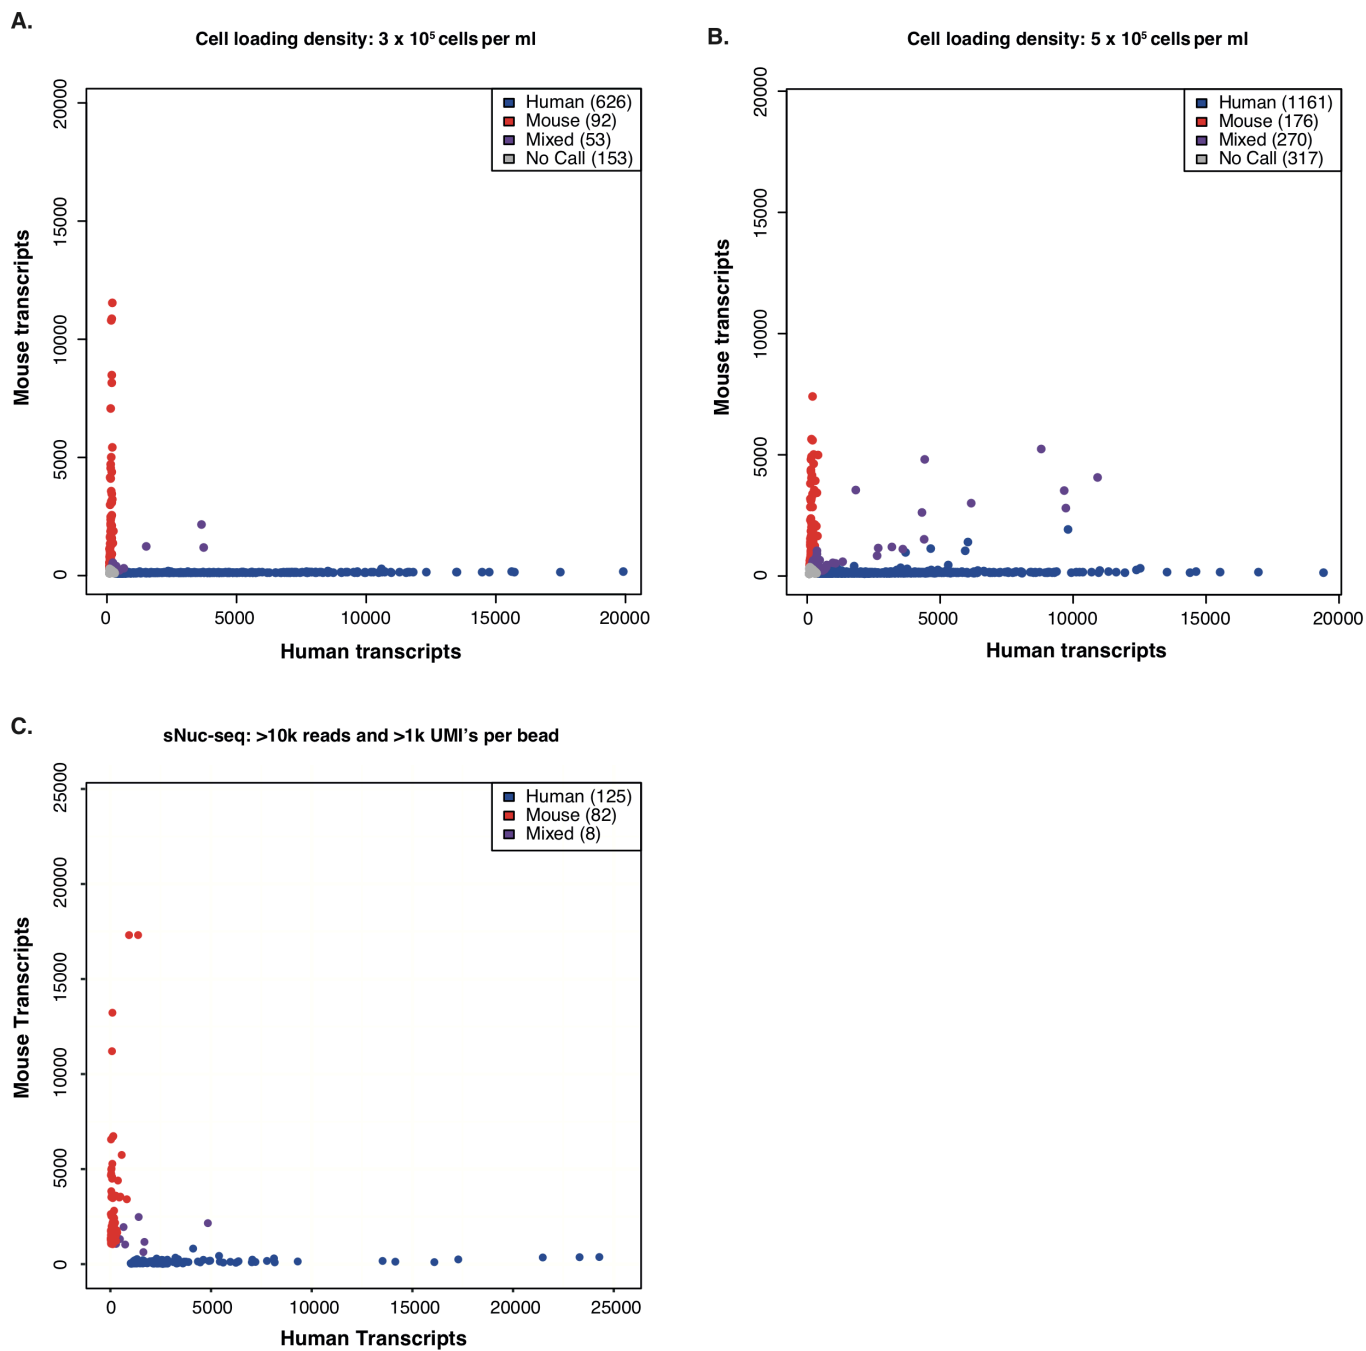 A.
Cell loading density: 3 x 10⁵ cells per ml
Human (626)
Mouse (92)
Mixed (53)
No Call (153)
Mouse transcripts
20000
15000
10000
5000
0
0 5000 10000 15000 20000
Human transcripts
B.
Cell loading density: 5 x 10⁵ cells per ml
Human (1161)
Mouse (176)
Mixed (270)
No Call (317)
Mouse transcripts
20000
15000
10000
5000
0
0 5000 10000 15000 20000
Human transcripts
C.
sNuc-seq: >10k reads and >1k UMI's per bead
Human (125)
Mouse (82)
Mixed (8)
Mouse Transcripts
25000
20000
15000
10000
5000
0
0 5000 10000 15000 20000 25000
Human Transcripts